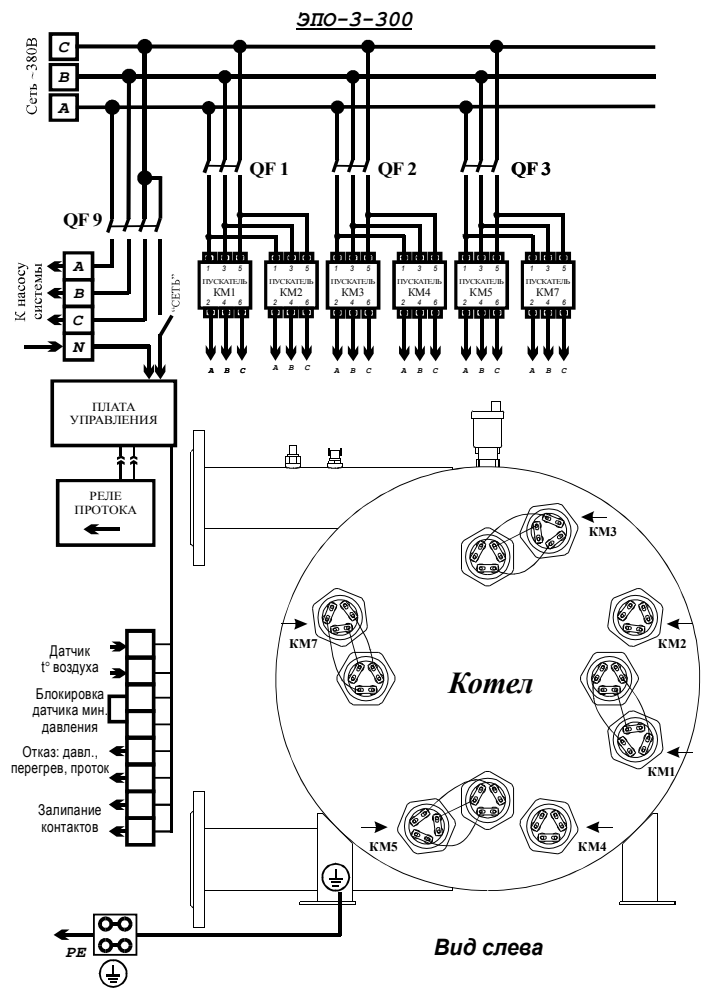 ЭПО-3-300
Сеть ~380В
C
B
A
QF 1
QF 2
QF 3
QF 9
К насосу
системы
A
B
C
N
"СЕТЬ"
1 3 5
ПУСКАТЕЛЬ
КМ1
2 4 6
1 3 5
ПУСКАТЕЛЬ
КМ2
2 4 6
1 3 5
ПУСКАТЕЛЬ
КМ3
2 4 6
1 3 5
ПУСКАТЕЛЬ
КМ4
2 4 6
1 3 5
ПУСКАТЕЛЬ
КМ5
2 4 6
1 3 5
ПУСКАТЕЛЬ
КМ7
2 4 6
A B C
A B C
A B C
A B C
A B C
A B C
ПЛАТА
УПРАВЛЕНИЯ
РЕЛЕ
ПРОТОКА
КМ3
КМ7
КМ2
Котел
КМ1
КМ5
КМ4
Датчик
t° воздуха
Блокировка
датчика мин.
давления
Отказ: давл.,
перегрев, проток
Залипание
контактов
PE
Вид слева